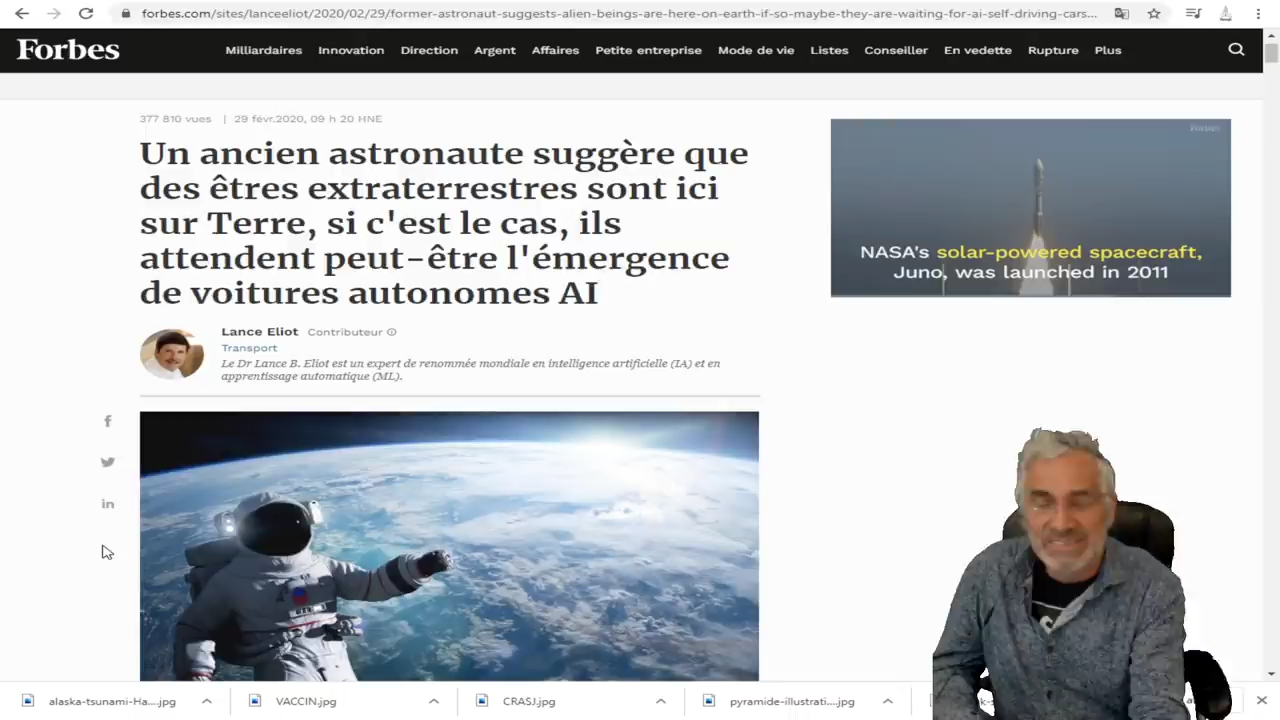 forbes.com/sites/lanceeliot/2020/02/29/former-astronaut-suggests-alien-beings-are-here-on-earth-if-so-maybe-they-are-waiting-for-ai-self-driving-cars...
Forbes
Milliardaires Innovation Direction Argent Affaires Petite entreprise Mode de vie Listes Conseiller En vedette Rupture Plus
377 810 vues | 29 févr.2020, 09 h 20 HNE
Un ancien astronaute suggère que
des êtres extraterrestres sont ici
sur Terre, si c'est le cas, ils
attendent peut-être l'émergence
de voitures autonomes AI
Lance Eliot Contributeur
Transport
Le Dr Lance B. Eliot est un expert de renommée mondiale en intelligence artificielle (IA) et en
apprentissage automatique (ML).
Forbes
NASA's solar-powered spacecraft,
Juno, was launched in 2011
alaska-tsunami-Ha....jpg
VACCIN.jpg
CRASJ.jpg
pyramide-illustrati....jpg